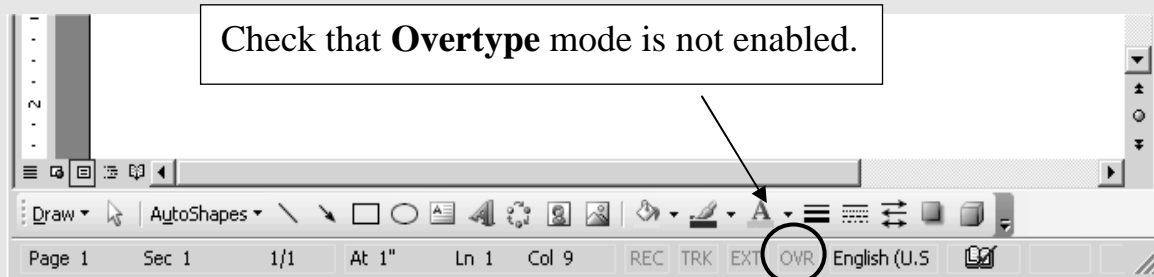 Check that Overtype mode is not enabled.
2
Draw AutoShapes A
Page 1 Sec 1 1/1 At 1" Ln 1 Col 9 REC TRK EXT OVR English (U.S